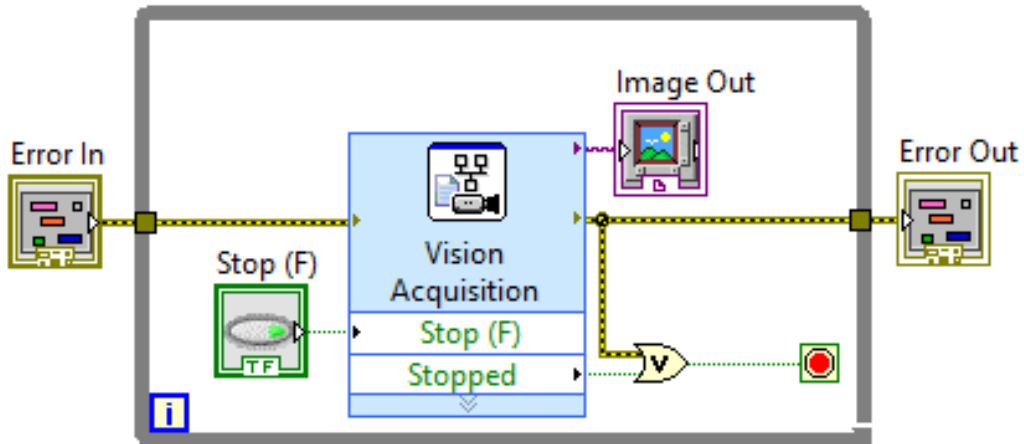 Image Out
Error In
Error Out
Vision
Acquisition
Stop (F)
TF
Stop (F)
Stopped
V
i